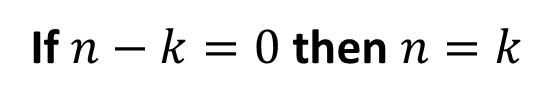 If n − k = 0 then n = k